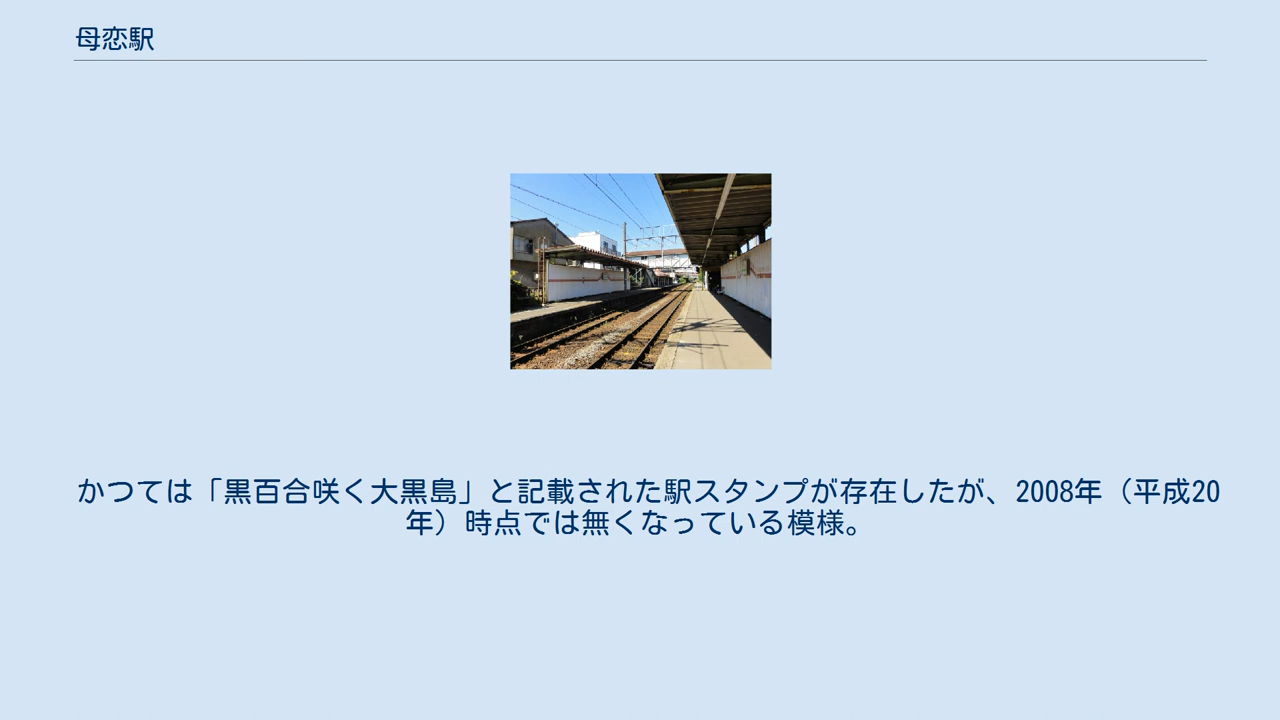 母恋駅
かつては「黒百合咲く大黒島」と記載された駅スタンプが存在したが、2008年（平成20
年）時点では無くなっている模様。